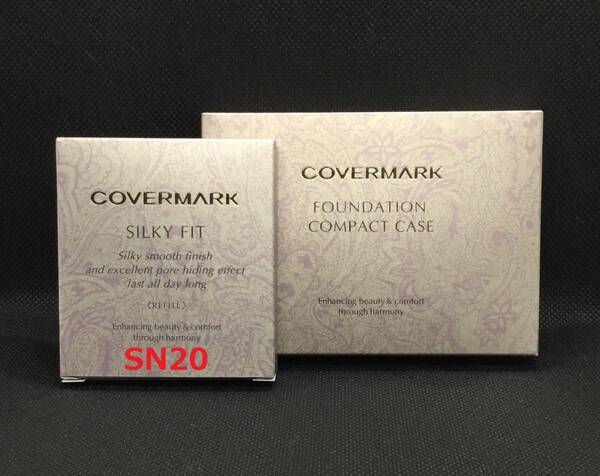 COVERMARK
SILKY FIT
Silky smooth finish
and excellent pore hiding effect
last all day long
〈REFILL〉
Enhancing beauty & comfort
through harmony
SN20
COVERMARK
FOUNDATION
COMPACT CASE
Enhancing beauty & comfort
through harmony